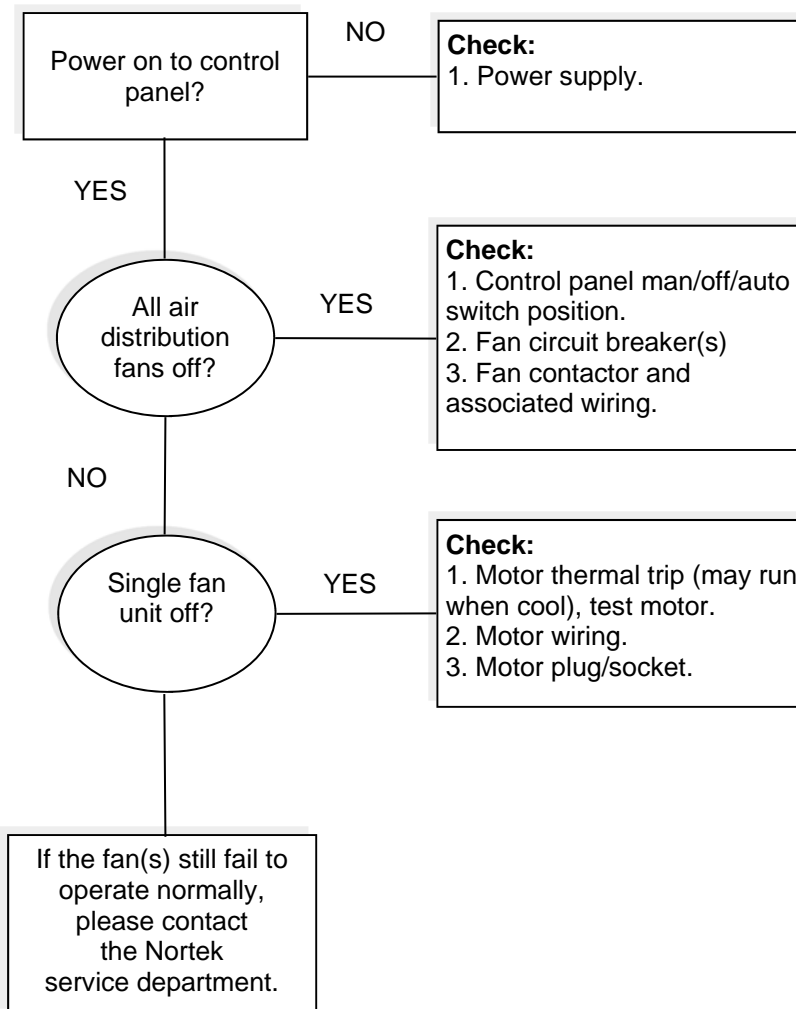 Power on to control
panel?
NO
Check:
1. Power supply.
YES
All air
distribution
fans off?
YES
Check:
1. Control panel man/off/auto
switch position.
2. Fan circuit breaker(s)
3. Fan contactor and
associated wiring.
NO
Single fan
unit off?
YES
Check:
1. Motor thermal trip (may run
when cool), test motor.
2. Motor wiring.
3. Motor plug/socket.
If the fan(s) still fail to
operate normally,
please contact
the Nortek
service department.